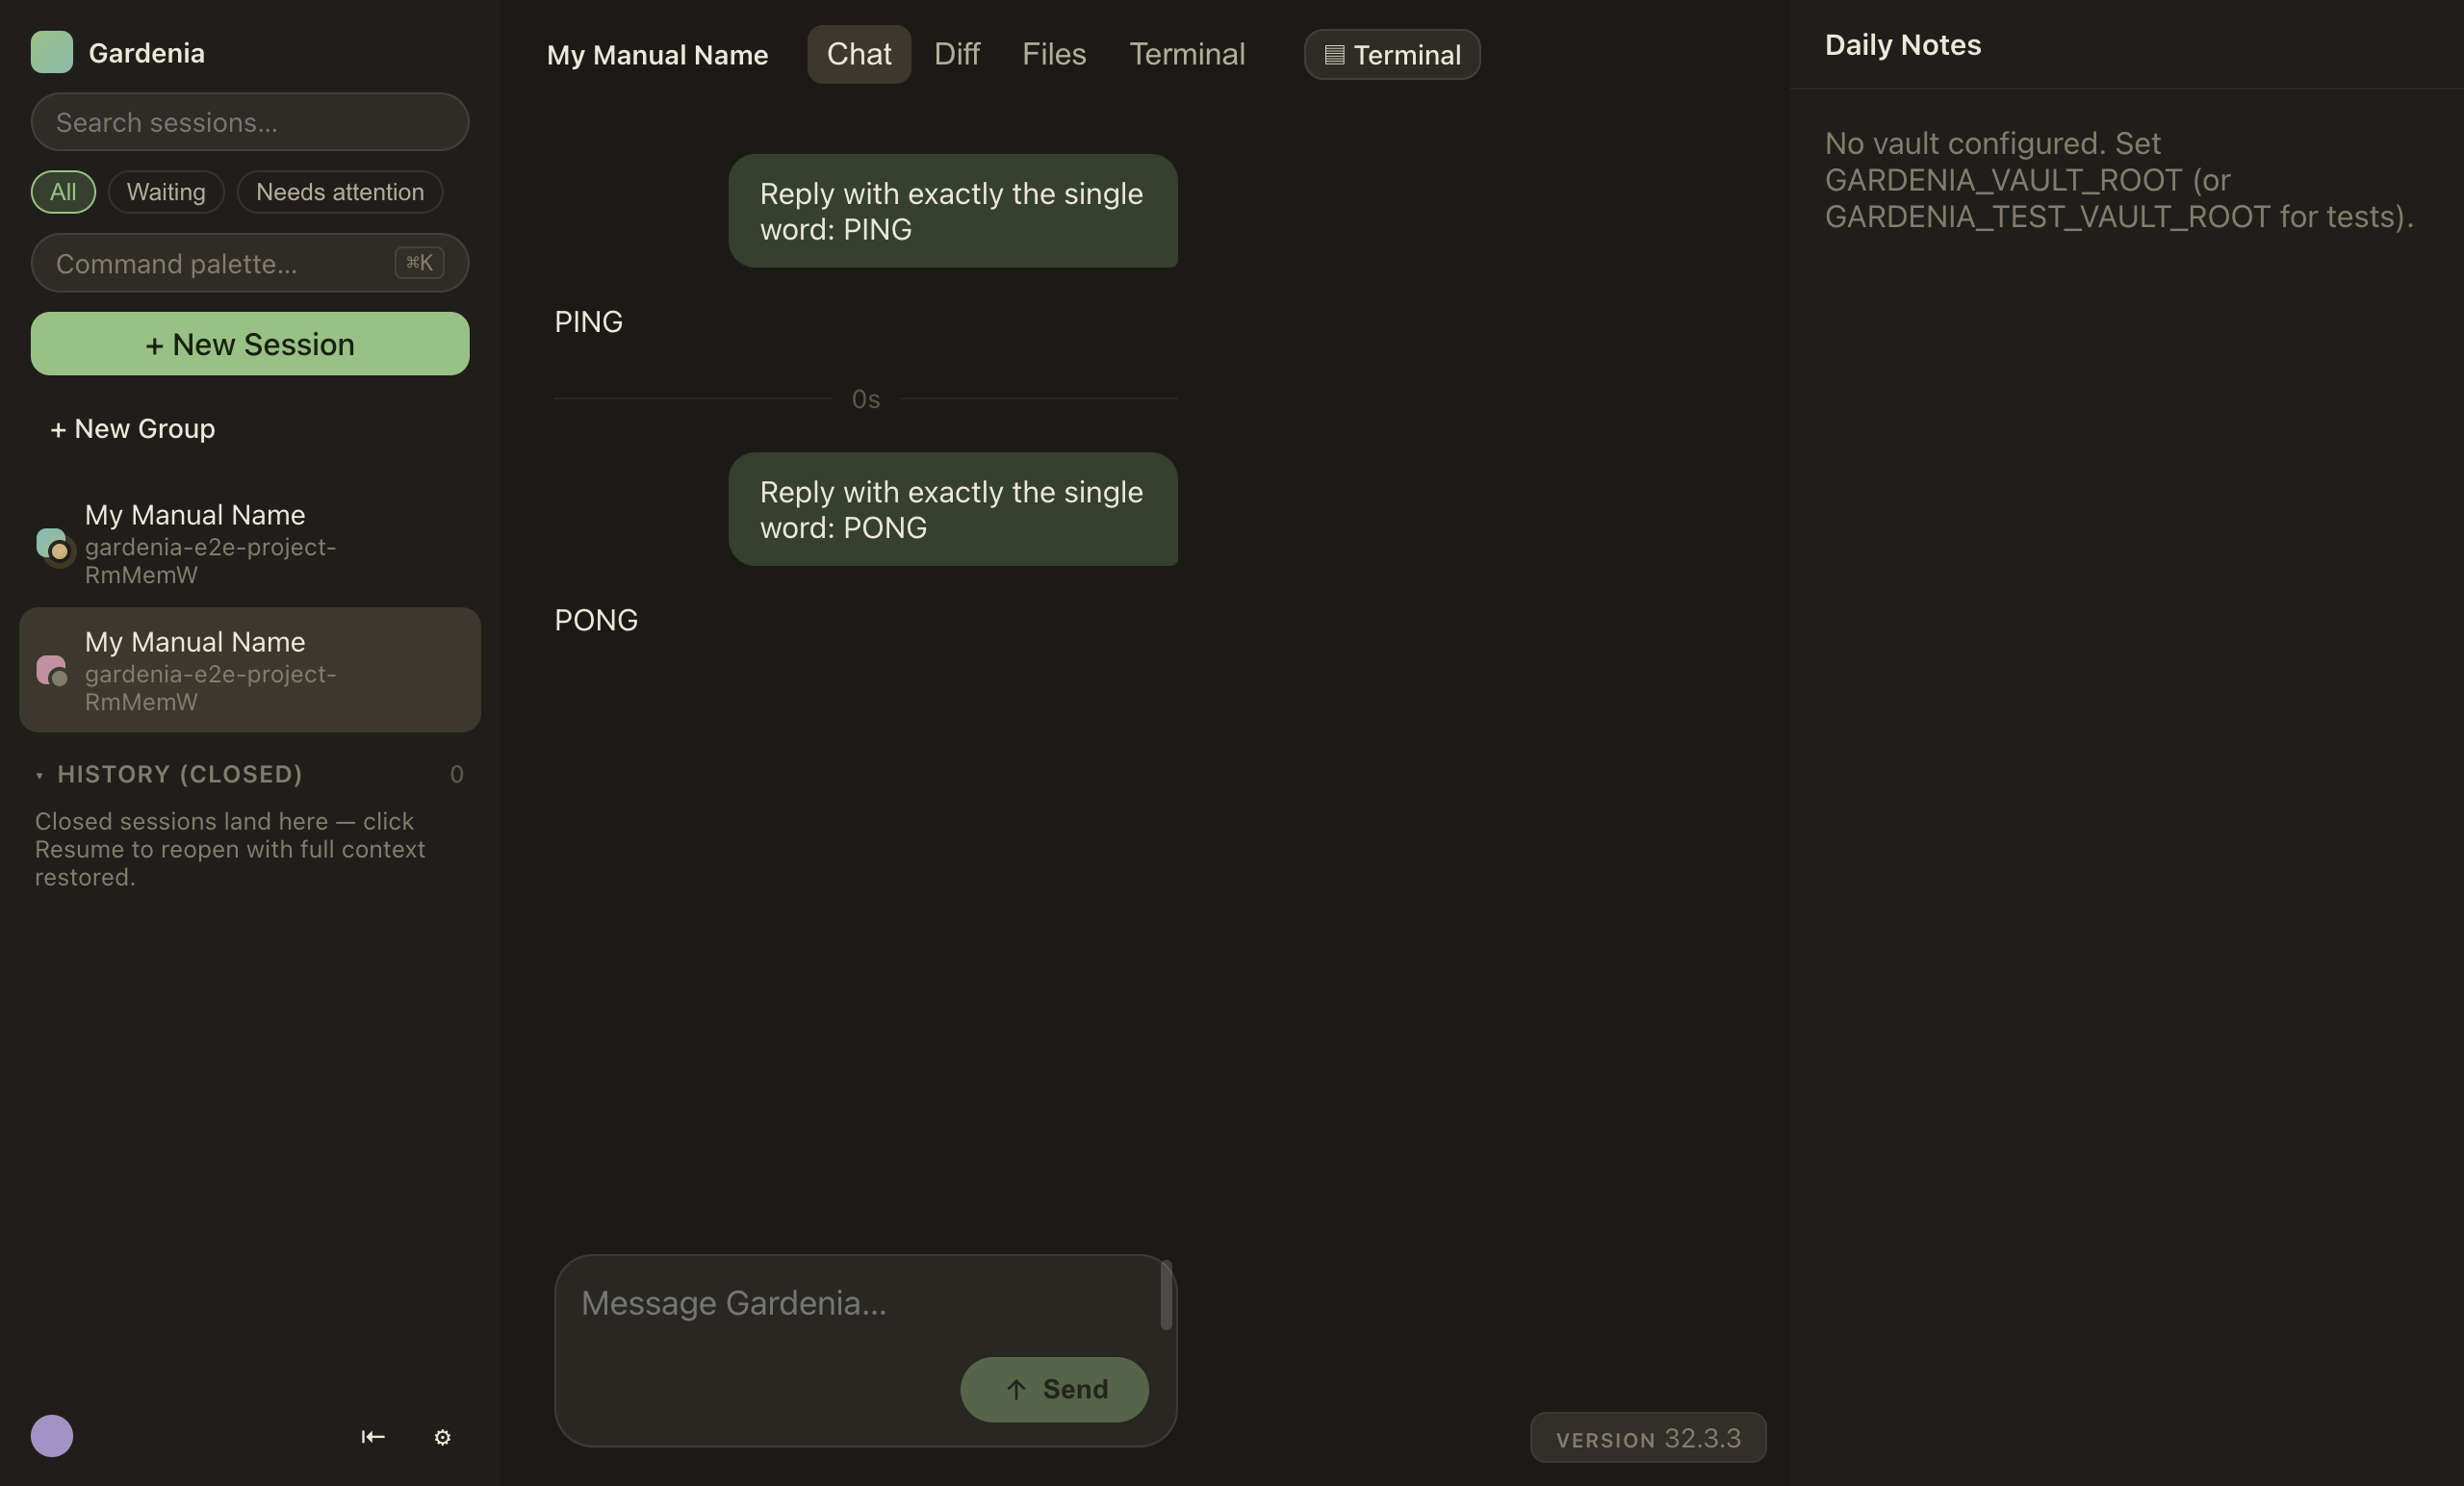 Gardenia
Search sessions...
All
Waiting
Needs attention
Command palette...
⌘K
+ New Session
+ New Group
My Manual Name
gardenia-e2e-project-
RmMemW
My Manual Name
gardenia-e2e-project-
RmMemW
HISTORY (CLOSED)
0
Closed sessions land here — click
Resume to reopen with full context
restored.
My Manual Name
Chat
Diff
Files
Terminal
Terminal
Reply with exactly the single
word: PING
PING
0s
Reply with exactly the single
word: PONG
PONG
Message Gardenia...
Send
VERSION 32.3.3
Daily Notes
No vault configured. Set
GARDENIA_VAULT_ROOT (or
GARDENIA_TEST_VAULT_ROOT for tests).